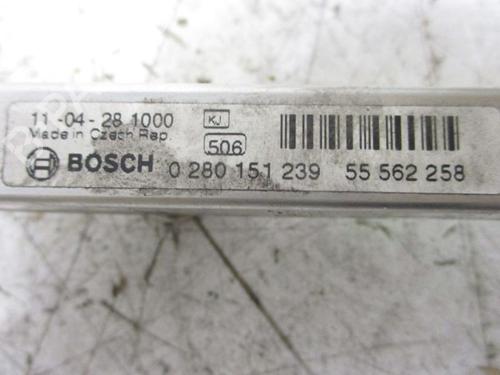 11 -04 - 28 1000 KJ
Made in Czech Rep. 506
BOSCH 0 280 151 239 55 562 258